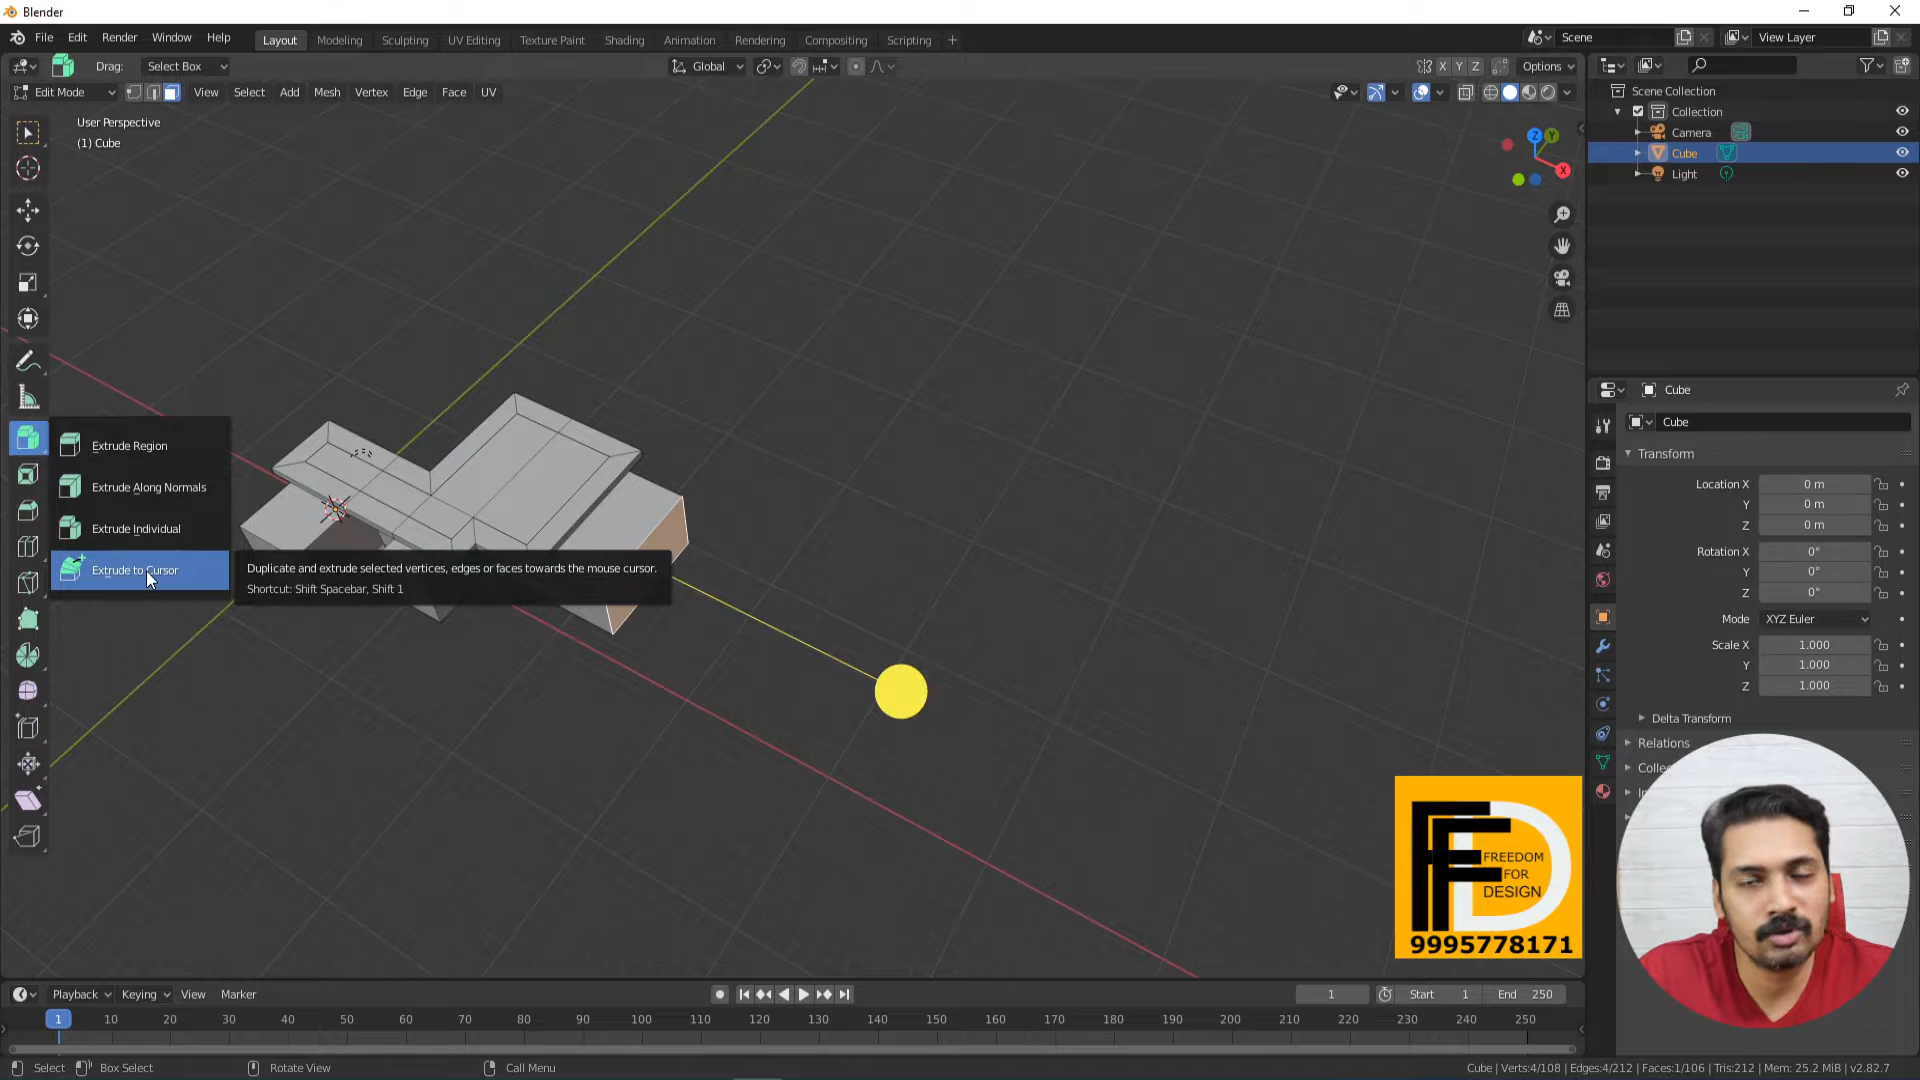 Blender
File Edit Render Window Help
Layout Modeling Sculpting UV Editing Texture Paint Shading Animation Rendering Compositing Scripting +
Scene
View Layer
Drag: Select Box
Global
X Y Z
Options
Edit Mode
View Select Add Mesh Vertex Edge Face UV
User Perspective
(1) Cube
Z Y
X
Scene Collection
Collection
Camera
Cube
Light
Extrude Region
Extrude Along Normals
Extrude Individual
Extrude to Cursor
Duplicate and extrude selected vertices, edges or faces towards the mouse cursor.
Shortcut: Shift Spacebar, Shift 1
Cube
Cube
Transform
Location X 0 m
Y 0 m
Z 0 m
Rotation X 0°
Y 0°
Z 0°
Mode XYZ Euler
Scale X 1.000
Y 1.000
Z 1.000
Delta Transform
Relations
FREEDOM
FOR
DESIGN
9995778171
Playback Keying View Marker
1
Start 1
End 250
1 10 20 30 40 50 60 70 80 90 100 110 120 130 140 150 160 170 180 190 200 210 220 230 240 250
Select Box Select Rotate View Call Menu
Cube | Verts:4/108 | Edges:4/212 | Faces:1/106 | Tris:212 | Mem: 25.2 MiB | v2.82.7